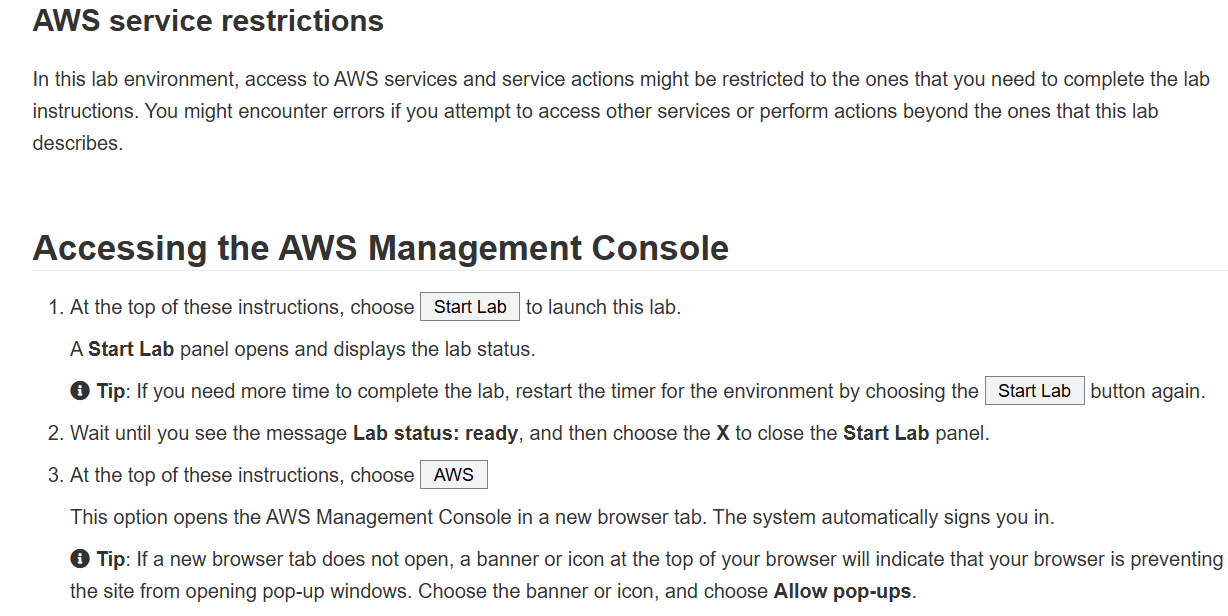 AWS service restrictions
In this lab environment, access to AWS services and service actions might be restricted to the ones that you need to complete the lab
instructions. You might encounter errors if you attempt to access other services or perform actions beyond the ones that this lab
describes.
Accessing the AWS Management Console
1. At the top of these instructions, choose Start Lab to launch this lab.
A Start Lab panel opens and displays the lab status.
Tip: If you need more time to complete the lab, restart the timer for the environment by choosing the Start Lab button again.
2. Wait until you see the message Lab status: ready, and then choose the X to close the Start Lab panel.
3. At the top of these instructions, choose AWS
This option opens the AWS Management Console in a new browser tab. The system automatically signs you in.
Tip: If a new browser tab does not open, a banner or icon at the top of your browser will indicate that your browser is preventing
the site from opening pop-up windows. Choose the banner or icon, and choose Allow pop-ups.